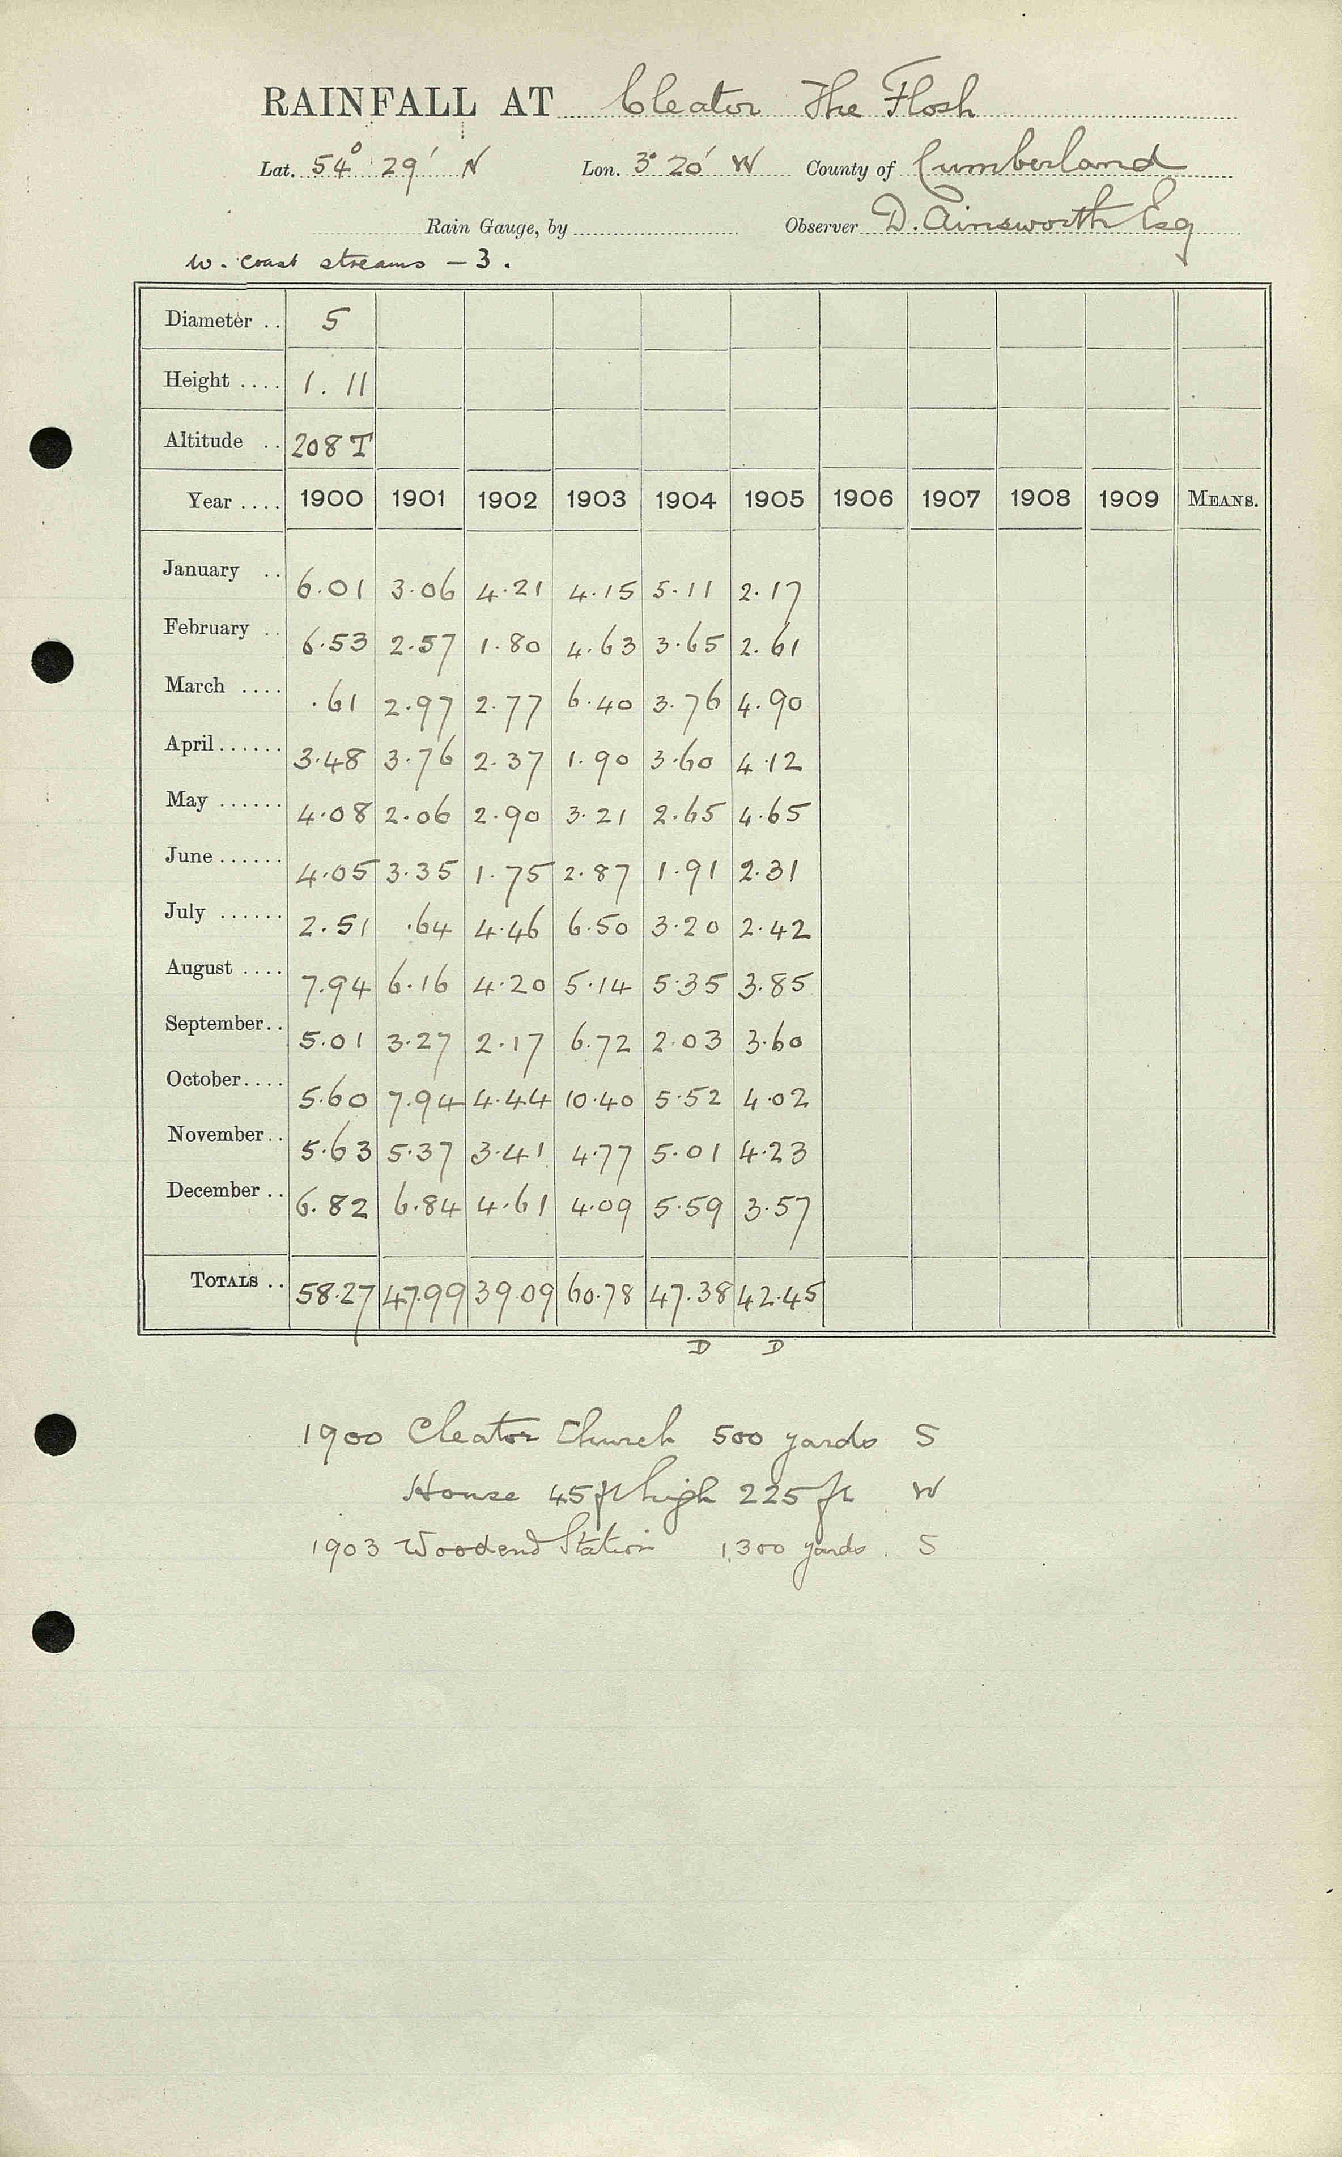 RAINFALL AT Cleator The Flosh
Lat. 54° 29' N Lon. 3° 20' W County of Cumberland
Rain Gauge, by Observer D. Ainsworth Esq
W. Coast streams – 3.
Diameter .. 5
Height .... 1. 11
Altitude .. 208 T
Year .... 1900 1901 1902 1903 1904 1905 1906 1907 1908 1909 MEANS.
January .. 6.01 3.06 4.21 4.15 5.11 2.17
February .. 6.53 2.57 1.80 4.63 3.65 2.61
March .... .61 2.97 2.77 6.40 3.76 4.90
April...... 3.48 3.76 2.37 1.90 3.60 4.12
May ...... 4.08 2.06 2.90 3.21 2.65 4.65
June ...... 4.05 3.35 1.75 2.87 1.91 2.31
July ...... 2.51 .64 4.46 6.50 3.20 2.42
August .... 7.94 6.16 4.20 5.14 5.35 3.85
September.. 5.01 3.27 2.17 6.72 2.03 3.60
October.... 5.60 7.94 4.44 10.40 5.52 4.02
November.. 5.63 5.37 3.41 4.77 5.01 4.23
December .. 6.82 6.84 4.61 4.09 5.59 3.57
TOTALS .. 58.27 47.99 39.09 60.78 47.38 42.45
D D
1900 Cleator Church 500 yards S
House 45 ft high 225 ft W
1903 Woodend Station 1,300 yards. S